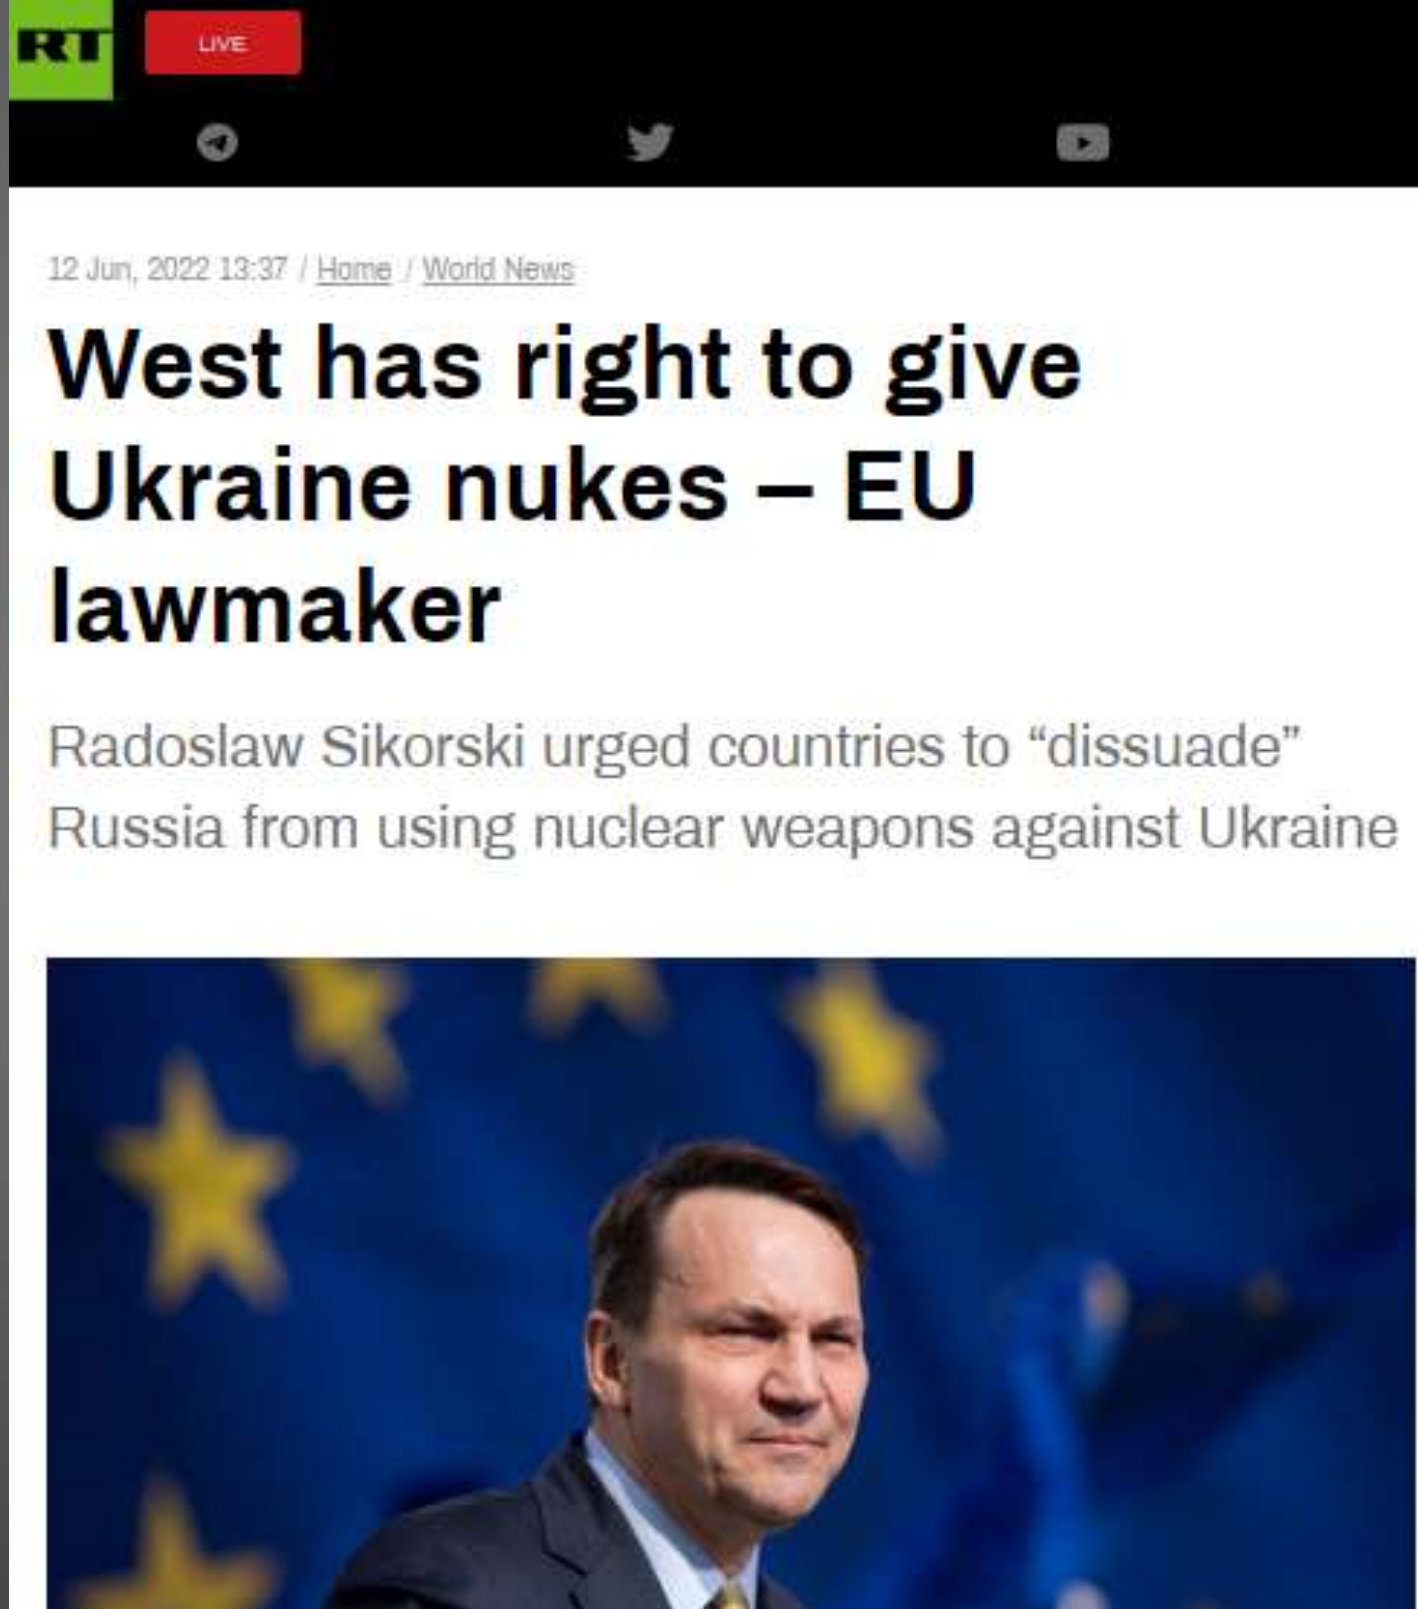 RT
LIVE
12 Jun, 2022 13:37 / Home / World News
West has right to give
Ukraine nukes – EU
lawmaker
Radoslaw Sikorski urged countries to “dissuade”
Russia from using nuclear weapons against Ukraine